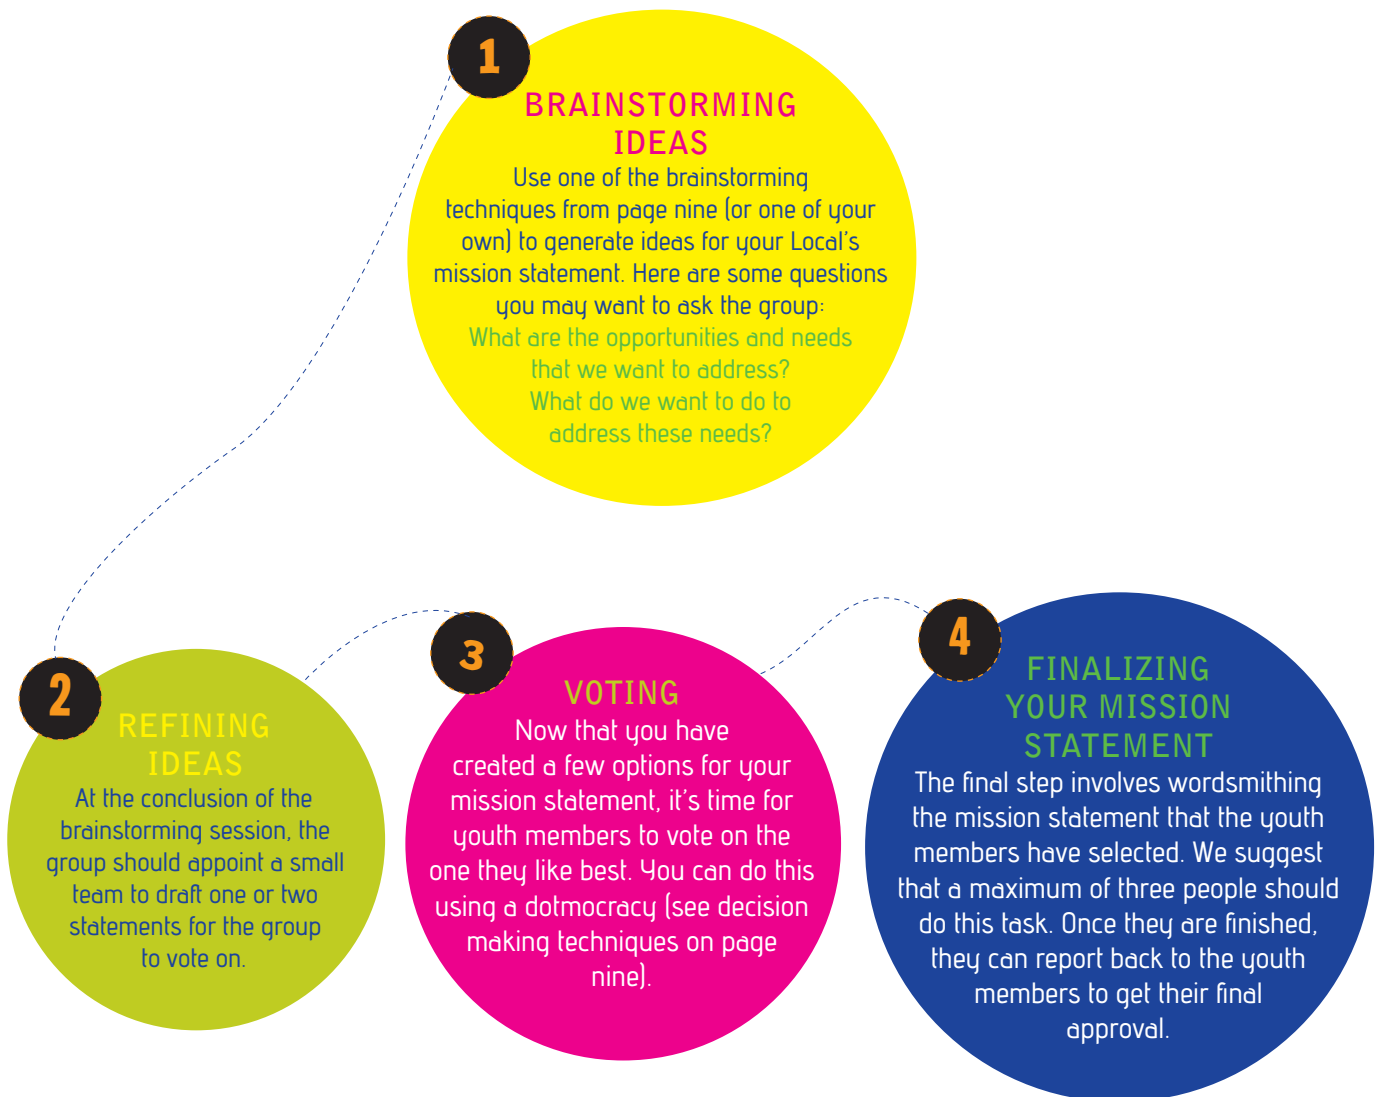 1
BRAINSTORMING
IDEAS
Use one of the brainstorming
techniques from page nine (or one of your
own) to generate ideas for your Local's
mission statement. Here are some questions
you may want to ask the group:
What are the opportunities and needs
that we want to address?
What do we want to do to
address these needs?
2
REFINING
IDEAS
At the conclusion of the
brainstorming session, the
group should appoint a small
team to draft one or two
statements for the group
to vote on.
3
VOTING
Now that you have
created a few options for your
mission statement, it's time for
youth members to vote on the
one they like best. You can do this
using a dotmocracy (see decision
making techniques on page
nine).
4
FINALIZING
YOUR MISSION
STATEMENT
The final step involves wordsmithing
the mission statement that the youth
members have selected. We suggest
that a maximum of three people should
do this task. Once they are finished,
they can report back to the youth
members to get their final
approval.